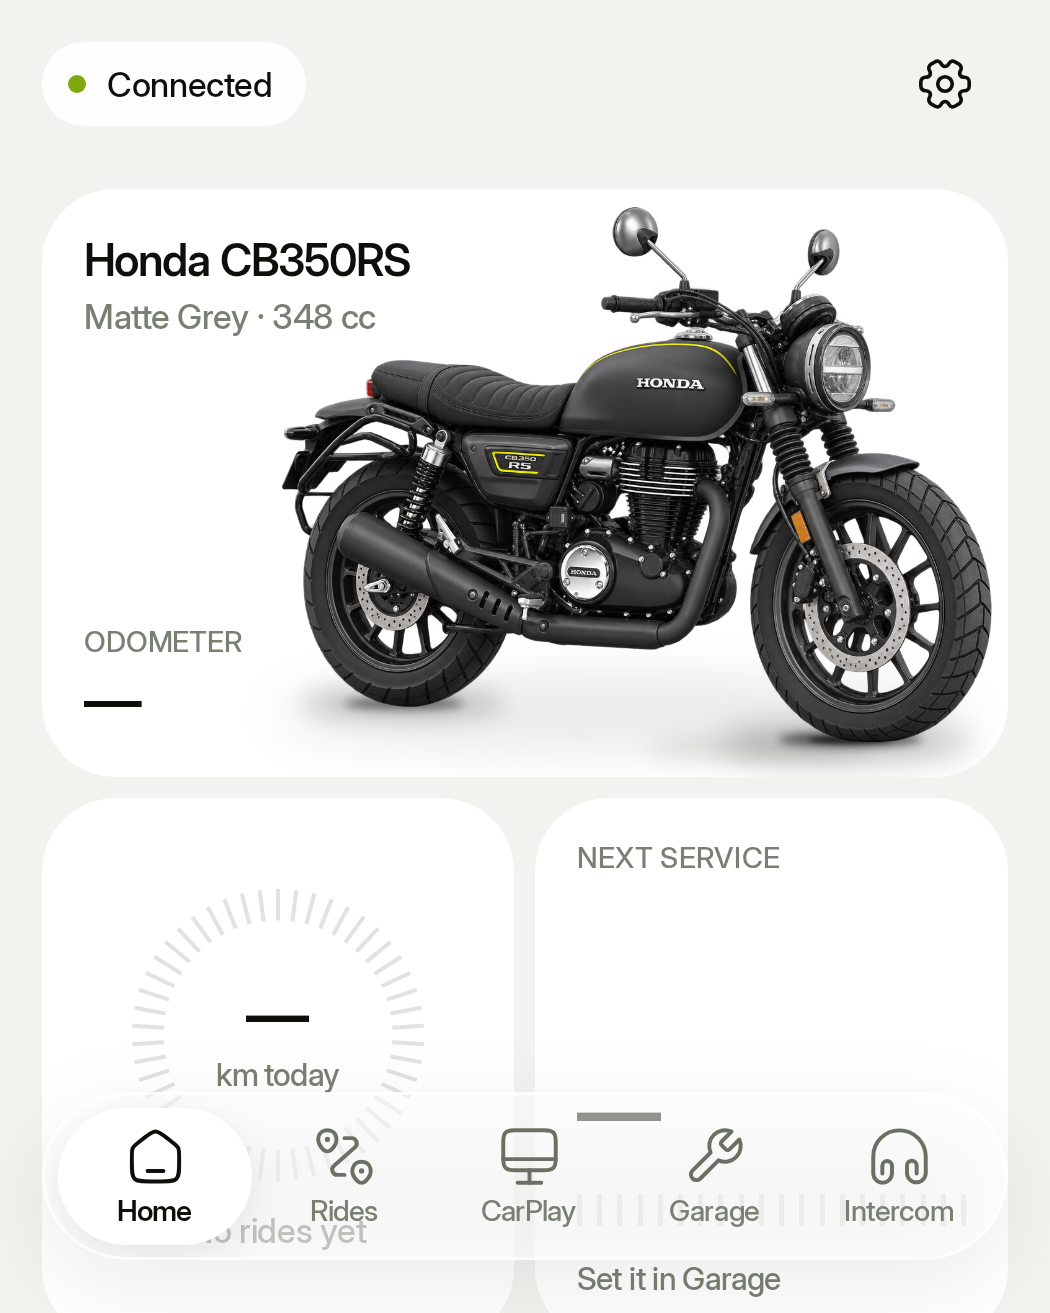 Connected
Honda CB350RS
Matte Grey · 348 cc
HONDA
CB350
RS
HONDA
ODOMETER
—
NEXT SERVICE
—
km today
—
Home
Rides
CarPlay
Garage
Intercom
rides yet
Set it in Garage